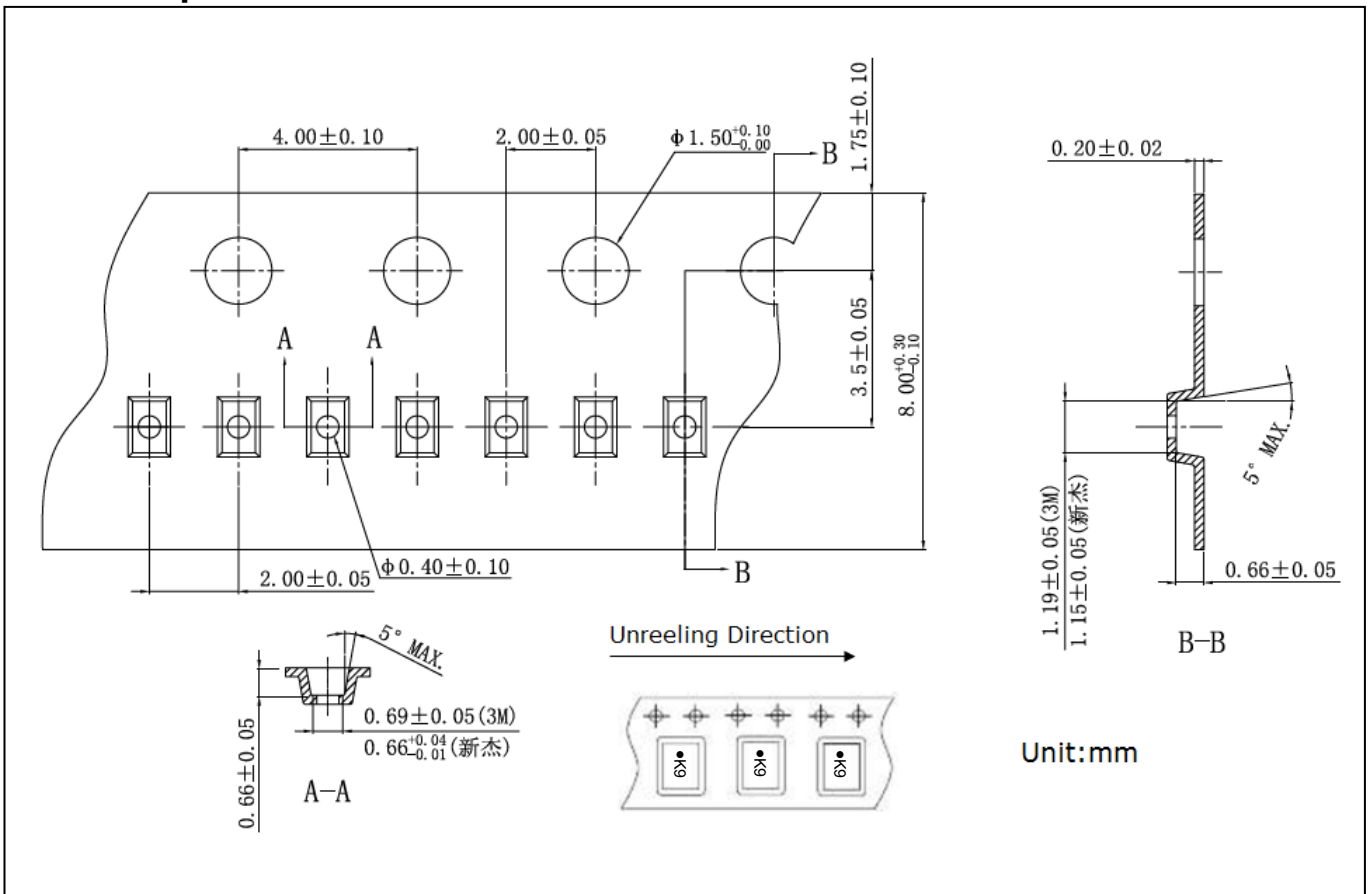 4.00±0.10
2.00±0.05
ϕ1.50+0.10-0.00
B
1.75±0.10
0.20±0.02
A
A
3.5±0.05
8.00+0.30-0.10
5° MAX.
1.19±0.05(3M)
1.15±0.05(新杰)
0.66±0.05
B-B
2.00±0.05
ϕ0.40±0.10
B
5° MAX.
0.66±0.05
0.69±0.05(3M)
0.66+0.04-0.01(新杰)
A-A
Unreeling Direction
•K9
•K9
•K9
Unit:mm